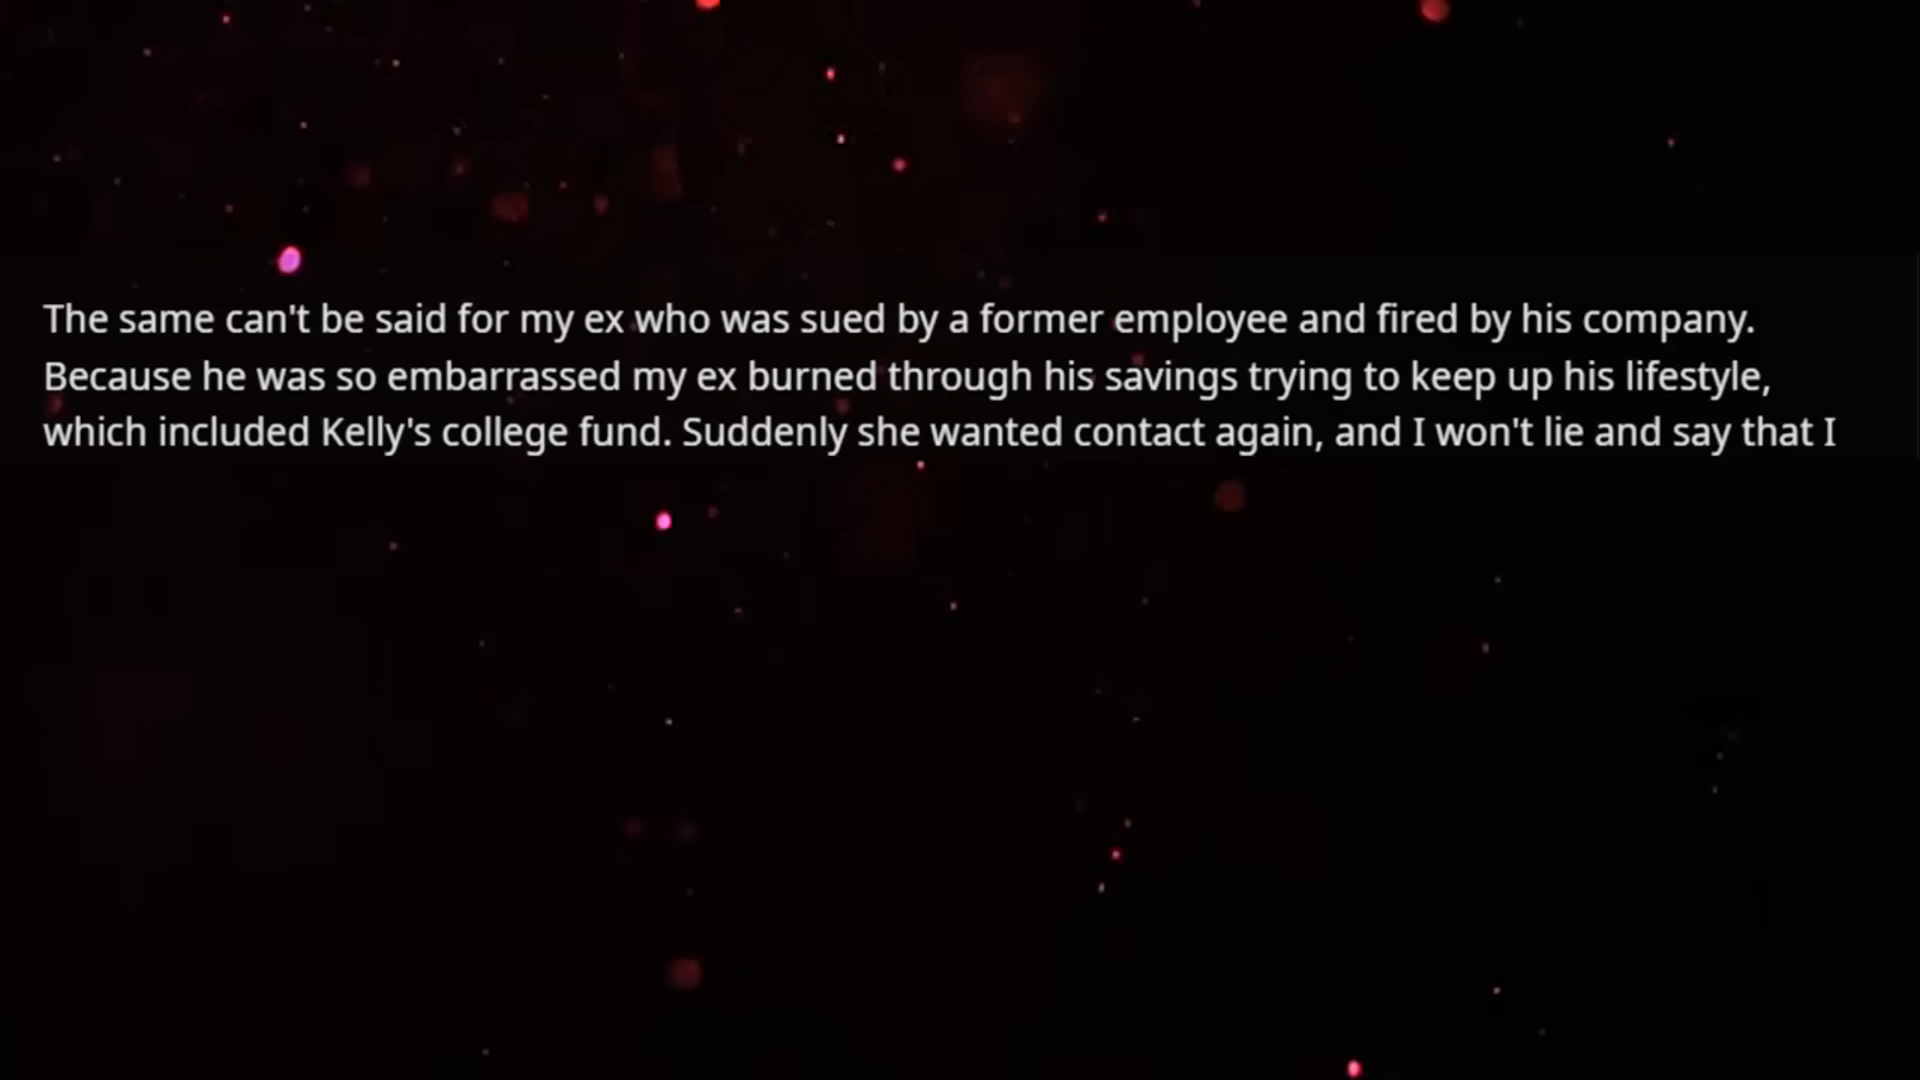 The same can't be said for my ex who was sued by a former employee and fired by his company.
Because he was so embarrassed my ex burned through his savings trying to keep up his lifestyle,
which included Kelly's college fund. Suddenly she wanted contact again, and I won't lie and say that I